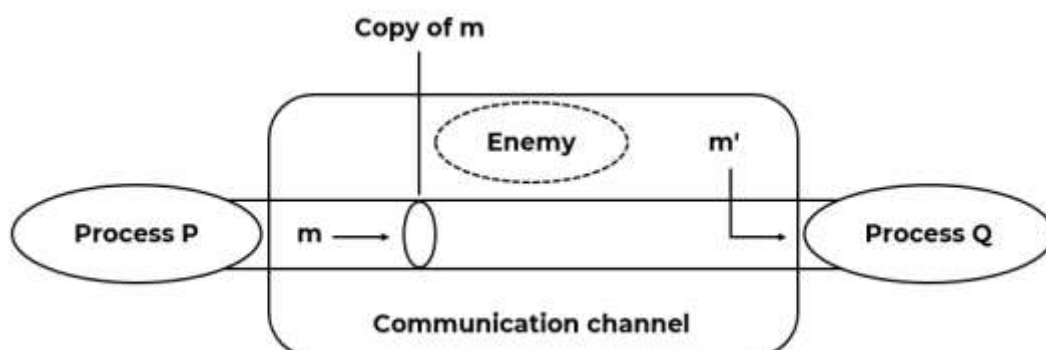 Copy of m
Enemy
m'
Process P
m
Process Q
Communication channel